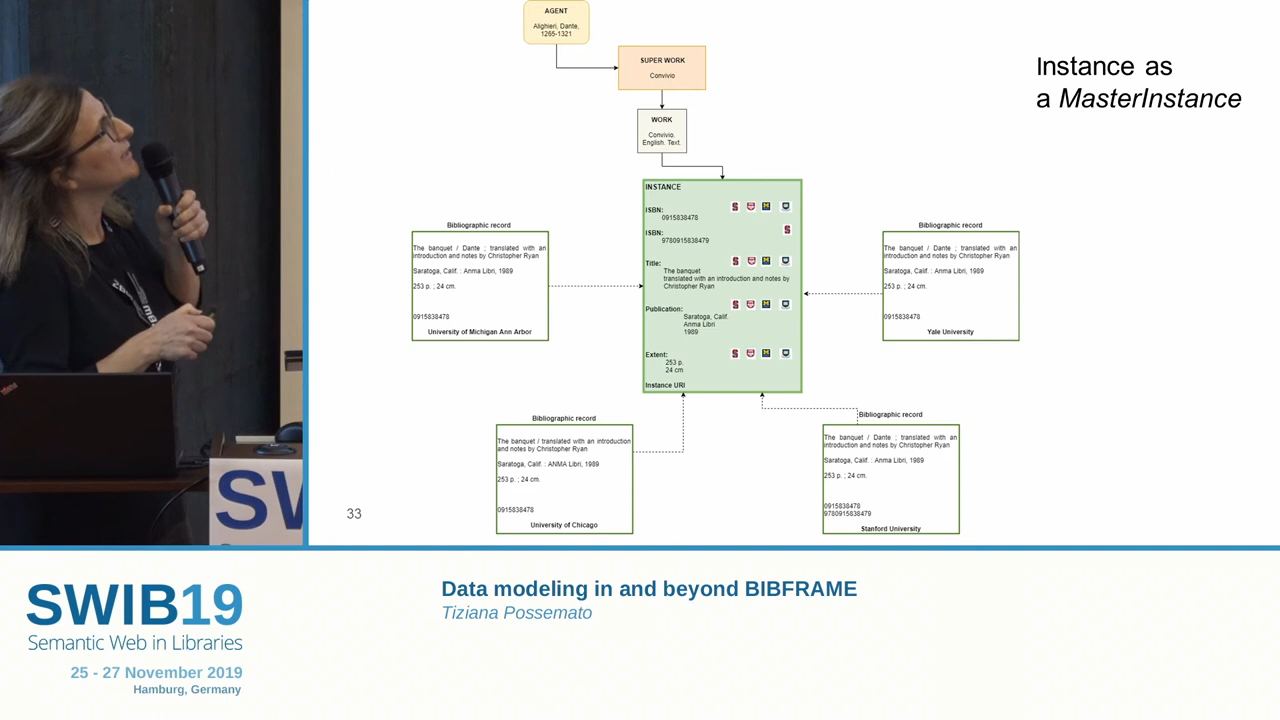 AGENT
Alighieri, Dante,
1265-1321
SUPER WORK
Convivio
WORK
Convivio.
English. Text.
Instance as
a MasterInstance
INSTANCE
ISBN:
0915838478
ISBN:
9780915838479
Title:
The banquet
translated with an introduction and notes by
Christopher Ryan
Publication:
Saratoga, Calif.
Anma Libri
1989
Extent:
253 p.
24 cm
Instance URI
Bibliographic record
The banquet / Dante ; translated with an
introduction and notes by Christopher Ryan
Saratoga, Calif. : Anma Libri, 1989
253 p. ; 24 cm.
0915838478
University of Michigan Ann Arbor
Bibliographic record
The banquet / Dante ; translated with an
introduction and notes by Christopher Ryan
Saratoga, Calif. : Anma Libri, 1989
253 p. ; 24 cm.
0915838478
Yale University
Bibliographic record
The banquet / translated with an introduction
and notes by Christopher Ryan
Saratoga, Calif. : ANMA Libri, 1989
253 p. ; 24 cm.
0915838478
University of Chicago
Bibliographic record
The banquet / Dante ; translated with an
introduction and notes by Christopher Ryan
Saratoga, Calif. : Anma Libri, 1989
253 p. ; 24 cm.
0915838478
9780915838479
Stanford University
33
SW
SWIB19
Semantic Web in Libraries
25 - 27 November 2019
Hamburg, Germany
Data modeling in and beyond BIBFRAME
Tiziana Possemato